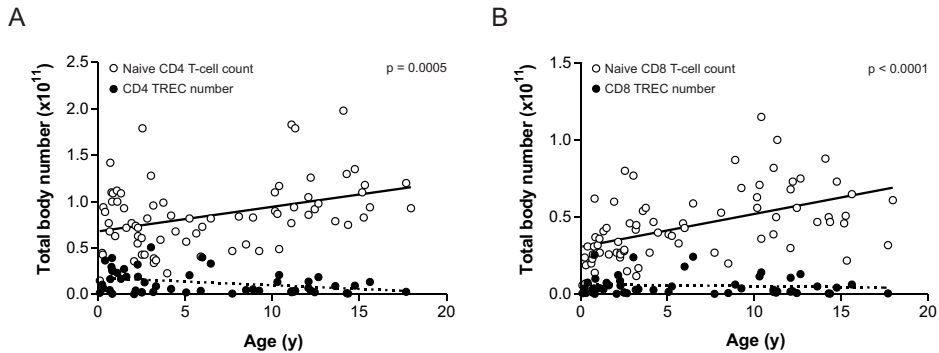 A
Total body number (x10¹¹)
2.5
2.0
1.5
1.0
0.5
0.0
○ Naive CD4 T-cell count
● CD4 TREC number
p = 0.0005
0 5 10 15 20
Age (y)
B
Total body number (x10¹¹)
1.5
1.0
0.5
0.0
○ Naive CD8 T-cell count
● CD8 TREC number
p < 0.0001
0 5 10 15 20
Age (y)